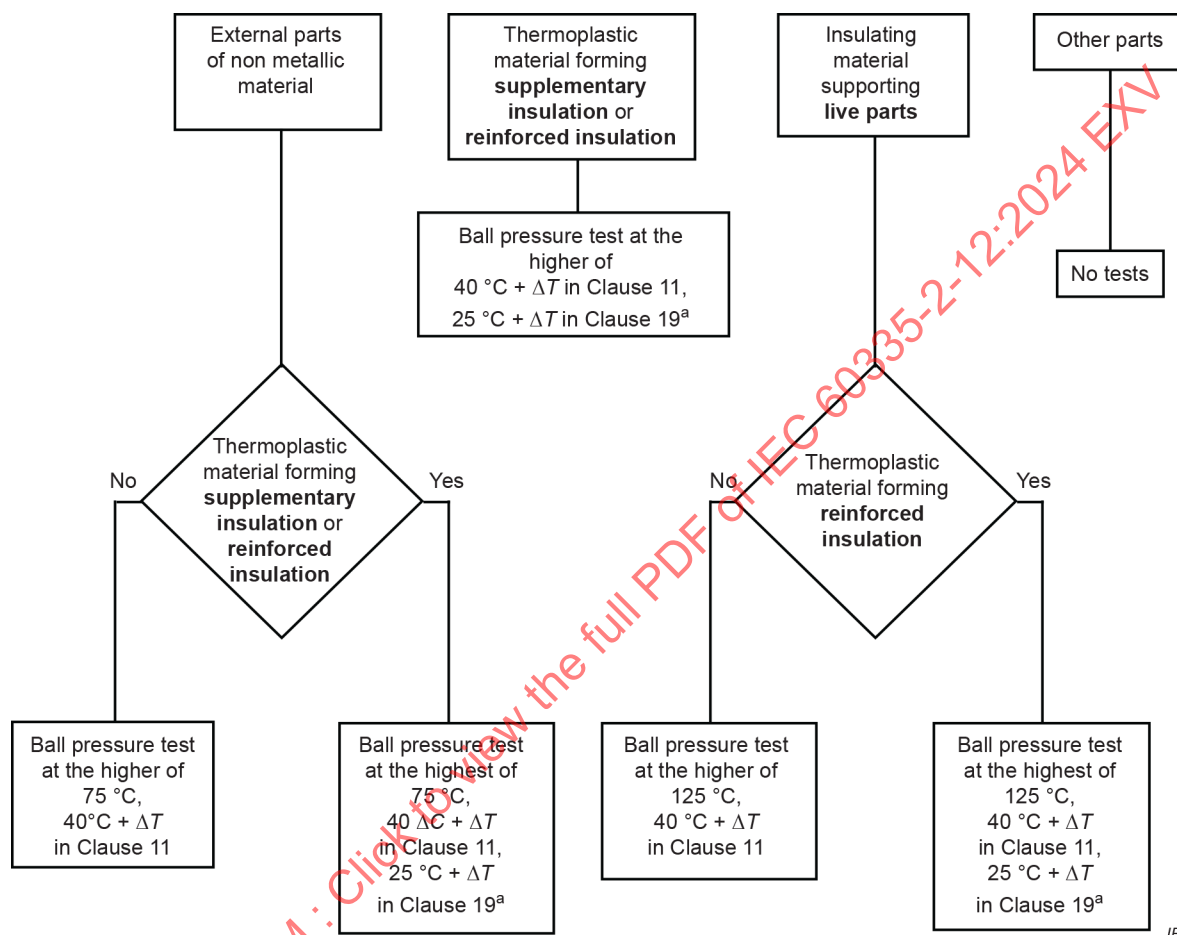 External parts
of non metallic
material
Thermoplastic
material forming
supplementary
insulation or
reinforced insulation
Insulating
material
supporting
live parts
Other parts
Ball pressure test at the
higher of
40 °C + ΔT in Clause 11,
25 °C + ΔT in Clause 19a
No tests
Thermoplastic
material forming
supplementary
insulation or
reinforced
insulation
No
Yes
Thermoplastic
material forming
reinforced
insulation
No
Yes
Ball pressure test
at the higher of
75 °C,
40°C + ΔT
in Clause 11
Ball pressure test
at the highest of
75 °C,
40 ΔC + ΔT
in Clause 11,
25 °C + ΔT
in Clause 19a
Ball pressure test
at the higher of
125 °C,
40 °C + ΔT
in Clause 11
Ball pressure test
at the highest of
125 °C,
40 °C + ΔT
in Clause 11,
25 °C + ΔT
in Clause 19a
: Click to view the full PDF of IEC 60335-2-12:2024 EXV